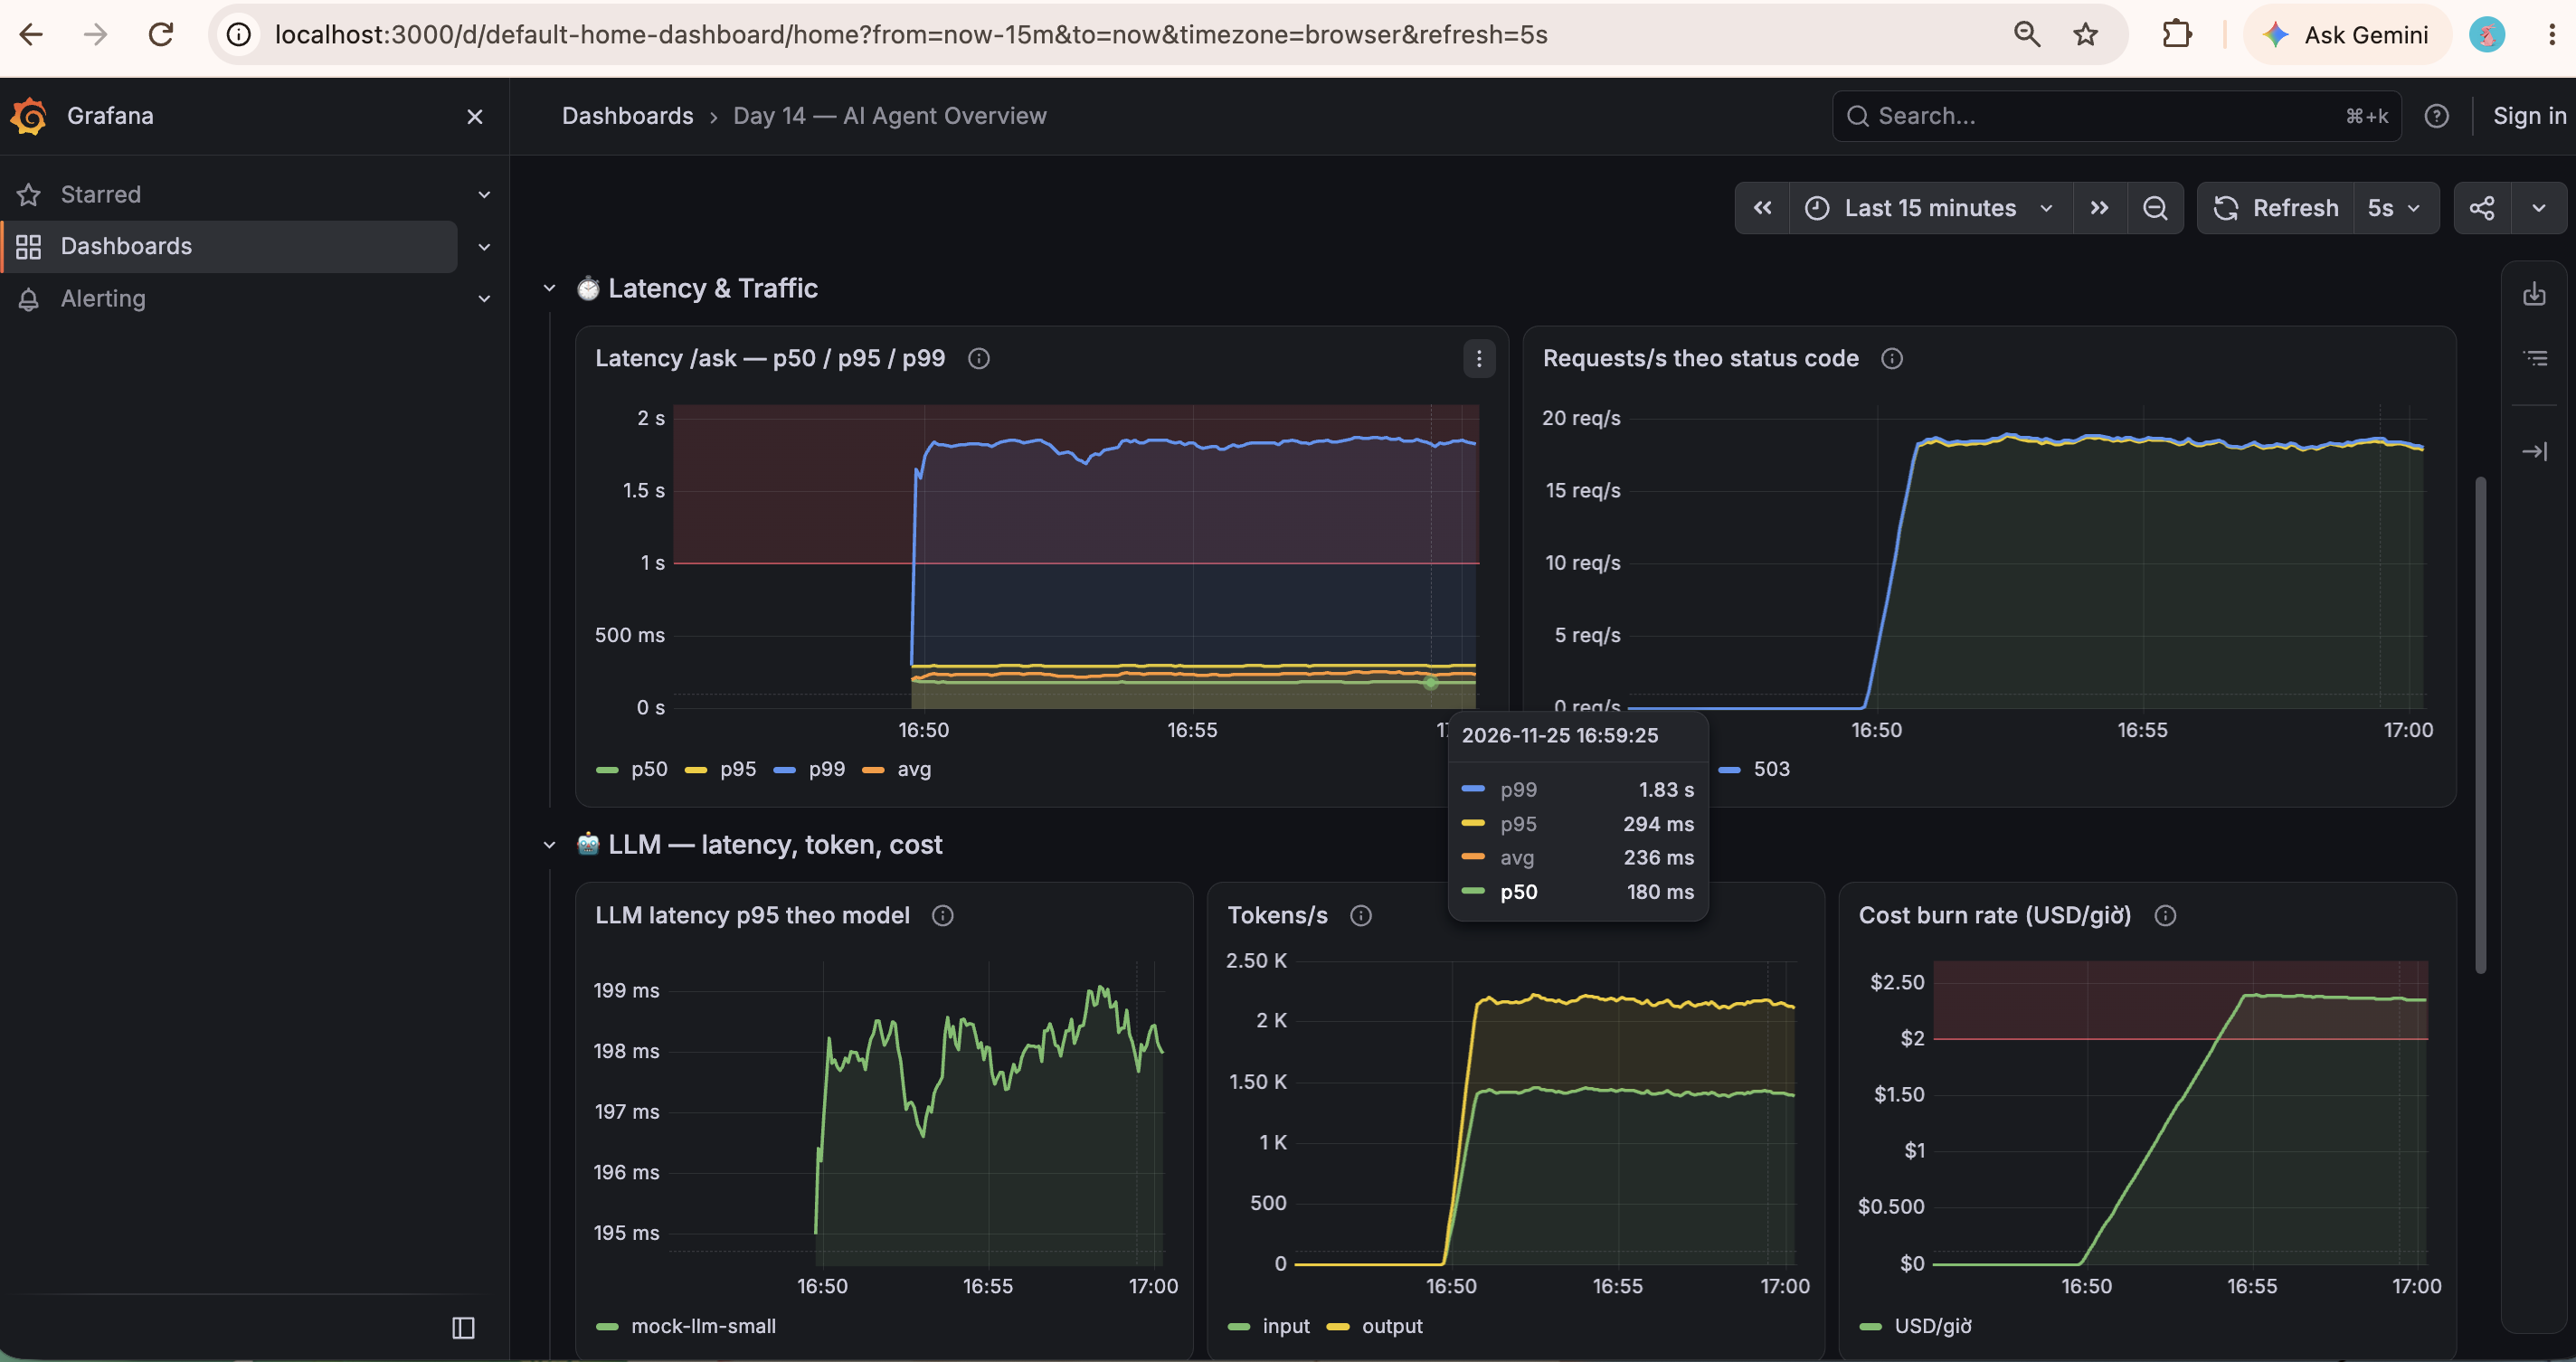 localhost:3000/d/default-home-dashboard/home?from=now-15m&to=now&timezone=browser&refresh=5s
Ask Gemini
Grafana
Dashboards › Day 14 — AI Agent Overview
Search...
⌘+k
Sign in
Starred
Dashboards
Alerting
Last 15 minutes
Refresh
5s
Latency & Traffic
Latency /ask — p50 / p95 / p99
2 s
1.5 s
1 s
500 ms
0 s
16:50
16:55
p50
p95
p99
avg
Requests/s theo status code
20 req/s
15 req/s
10 req/s
5 req/s
0 req/s
16:50
16:55
17:00
503
2026-11-25 16:59:25
p99 1.83 s
p95 294 ms
avg 236 ms
p50 180 ms
LLM — latency, token, cost
LLM latency p95 theo model
199 ms
198 ms
197 ms
196 ms
195 ms
16:50
16:55
17:00
mock-llm-small
Tokens/s
2.50 K
2 K
1.50 K
1 K
500
0
16:50
16:55
17:00
input
output
Cost burn rate (USD/giờ)
$2.50
$2
$1.50
$1
$0.500
$0
16:50
16:55
17:00
USD/giờ